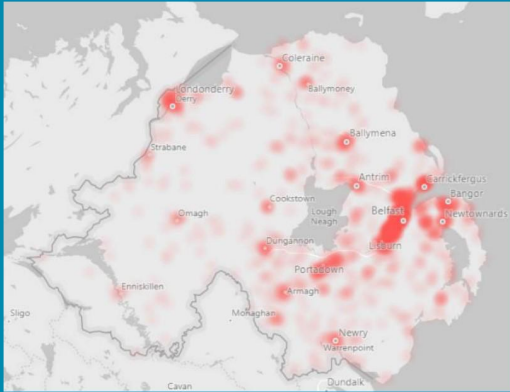 Coleraine
Londonderry
Derry
Ballymoney
Ballymena
Strabane
Antrim
Carrickfergus
Bangor
Cookstown
Omagh
Lough
Neagh
Belfast
Newtownards
Dungannon
Lisburn
Portadown
Enniskillen
Armagh
Sligo
Monaghan
Newry
Warrenpoint
Cavan
Dundalk